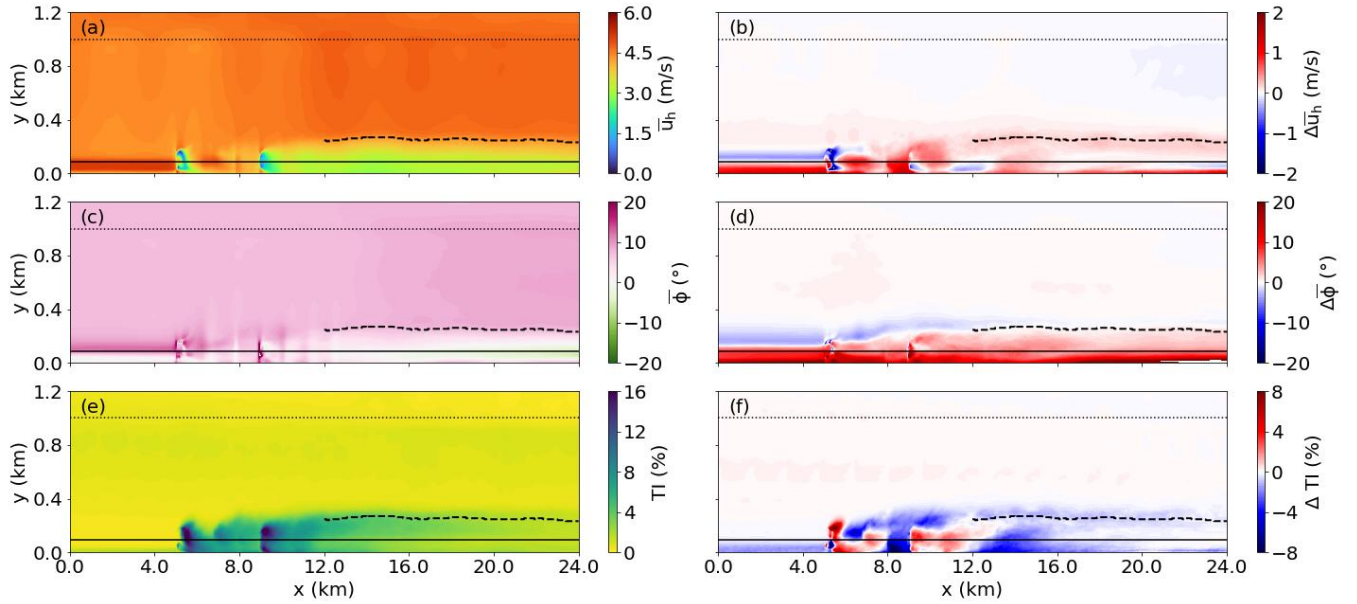 (a)
1.2
0.8
0.4
0.0
y (km)
6.0
4.5
3.0
1.5
0.0
u̅ₕ (m/s)
(b)
2
1
0
−1
−2
Δu̅ₕ (m/s)
(c)
1.2
0.8
0.4
0.0
y (km)
20
10
0
−10
−20
ϕ̅ (°)
(d)
20
10
0
−10
−20
Δϕ̅ (°)
(e)
1.2
0.8
0.4
0.0
y (km)
0.0 4.0 8.0 12.0 16.0 20.0 24.0
x (km)
16
12
8
4
0
TI (%)
(f)
0.0 4.0 8.0 12.0 16.0 20.0 24.0
x (km)
8
4
0
−4
−8
Δ TI (%)